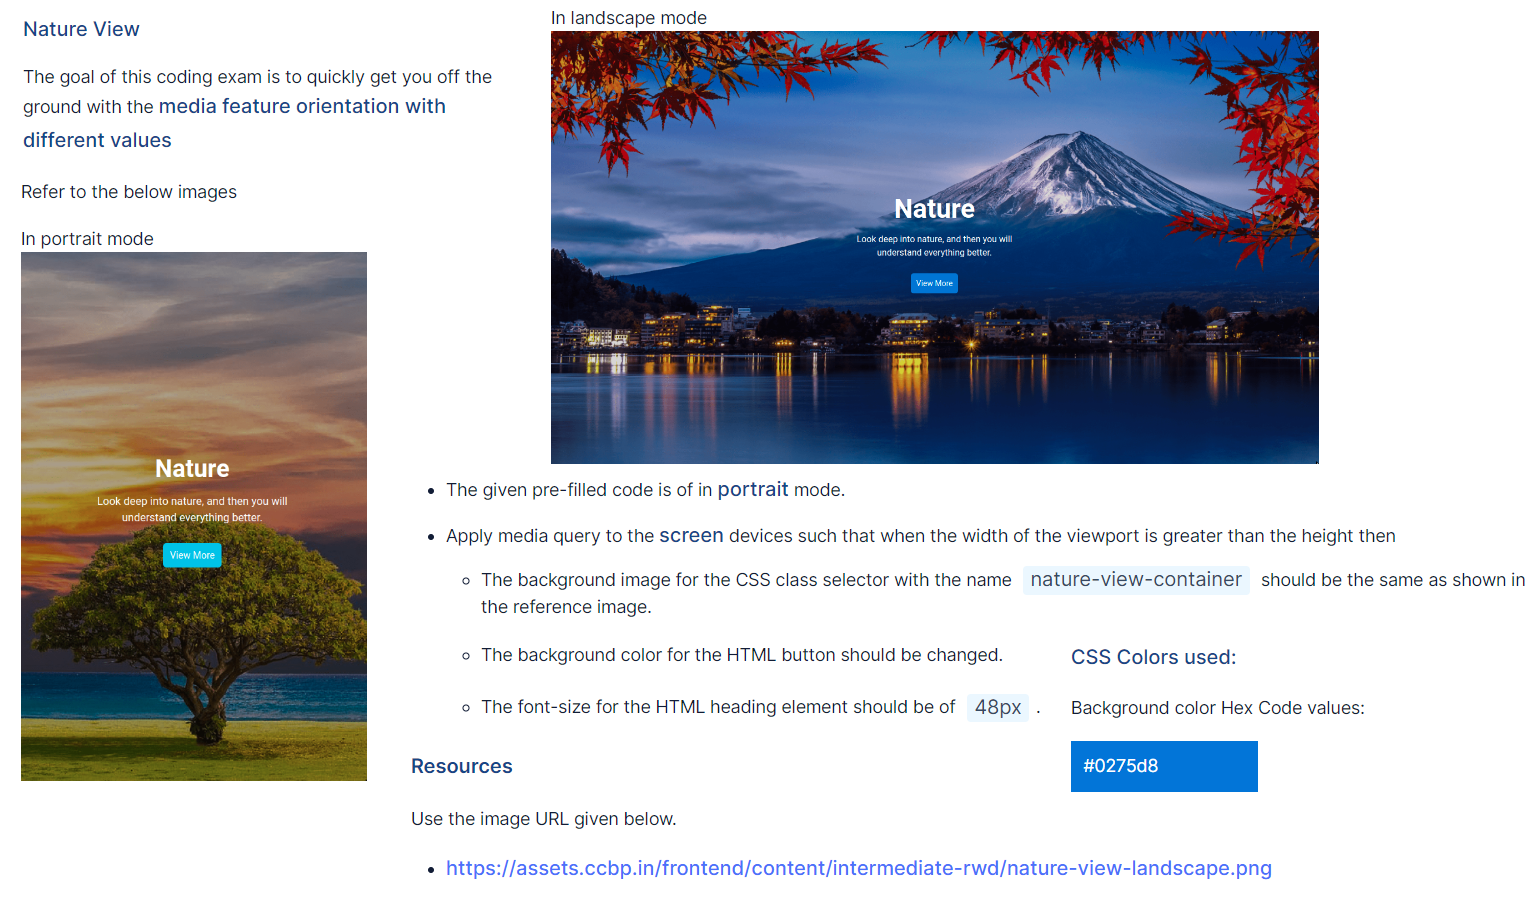 Nature View
The goal of this coding exam is to quickly get you off the
ground with the media feature orientation with
different values
Refer to the below images
In portrait mode
Nature
Look deep into nature, and then you will
understand everything better.
View More
In landscape mode
Nature
Look deep into nature, and then you will
understand everything better.
View More
The given pre-filled code is of in portrait mode.
Apply media query to the screen devices such that when the width of the viewport is greater than the height then
The background image for the CSS class selector with the name nature-view-container should be the same as shown in
the reference image.
The background color for the HTML button should be changed.
The font-size for the HTML heading element should be of 48px .
CSS Colors used:
Background color Hex Code values:
#0275d8
Resources
Use the image URL given below.
https://assets.ccbp.in/frontend/content/intermediate-rwd/nature-view-landscape.png